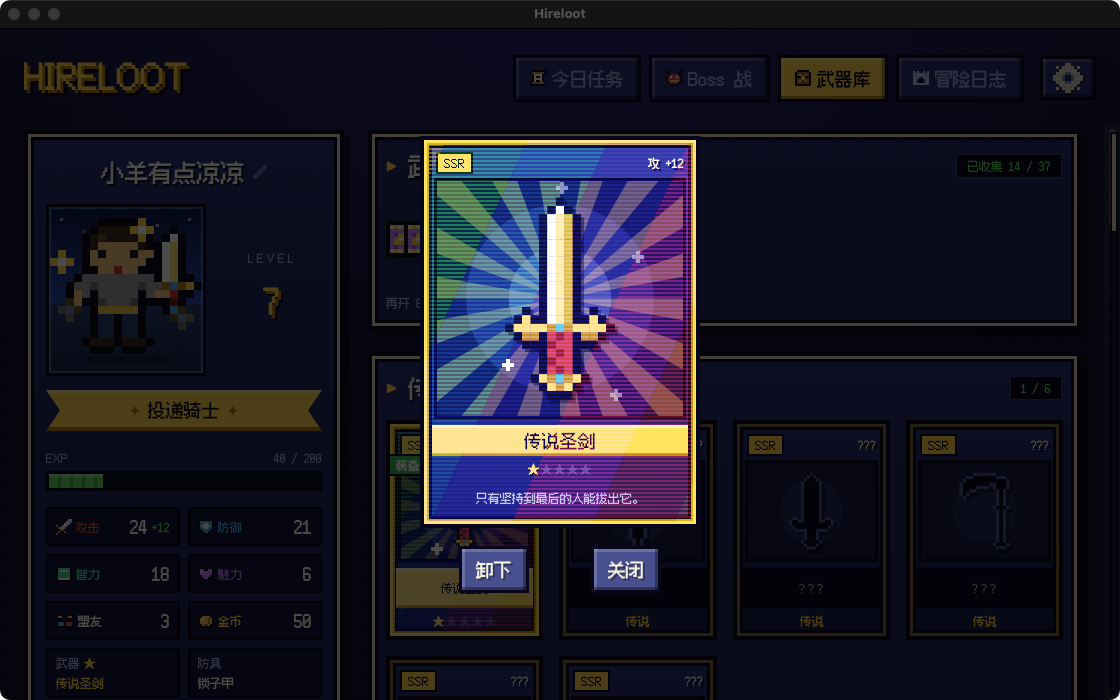 Hireloot
HIRELOOT
今日任务
Boss 战
武器库
冒险日志
小羊有点凉凉
LEVEL
7
投递骑士
EXP
40 / 200
攻击 24 +12
防御 21
智力 18
魅力 6
盟友 3
金币 50
武器 ★
传说圣剑
防具
锁子甲
已收集 14 / 37
再开
1 / 6
SSR
攻 +12
传说圣剑
★★★★★
只有坚持到最后的人能拔出它。
卸下
关闭
装备
SSR
???
SSR
???
???
???
传说
传说
传说
SSR
???
SSR
???